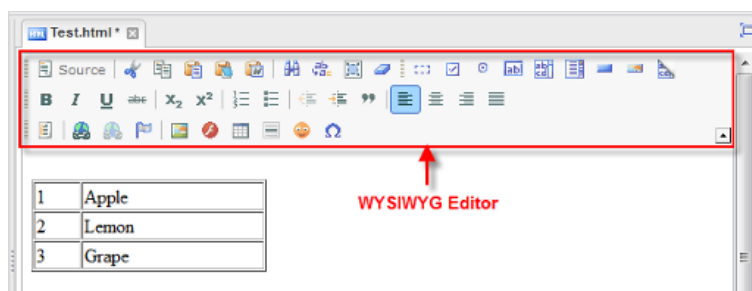 Test.html *
Source
B I U abc X₂ X²
WYSIWYG Editor
1 Apple
2 Lemon
3 Grape